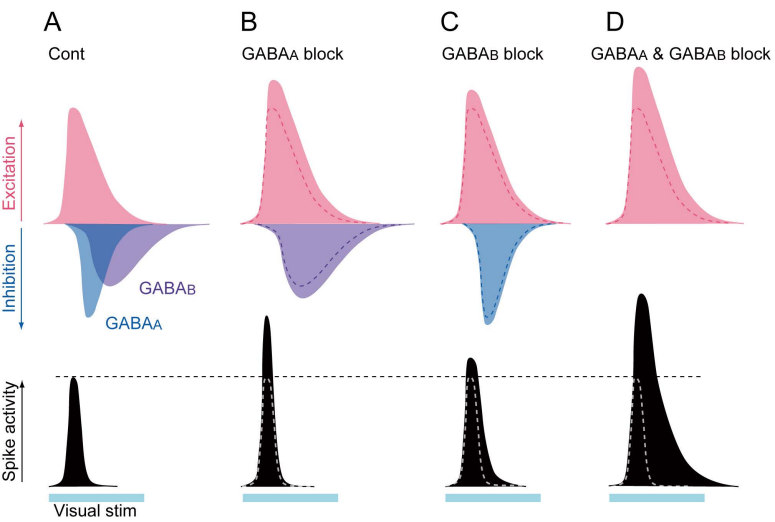 A
B
C
D
Cont
GABAA block
GABAB block
GABAA & GABAB block
Excitation
Inhibition
GABAB
GABAA
Spike activity
Visual stim